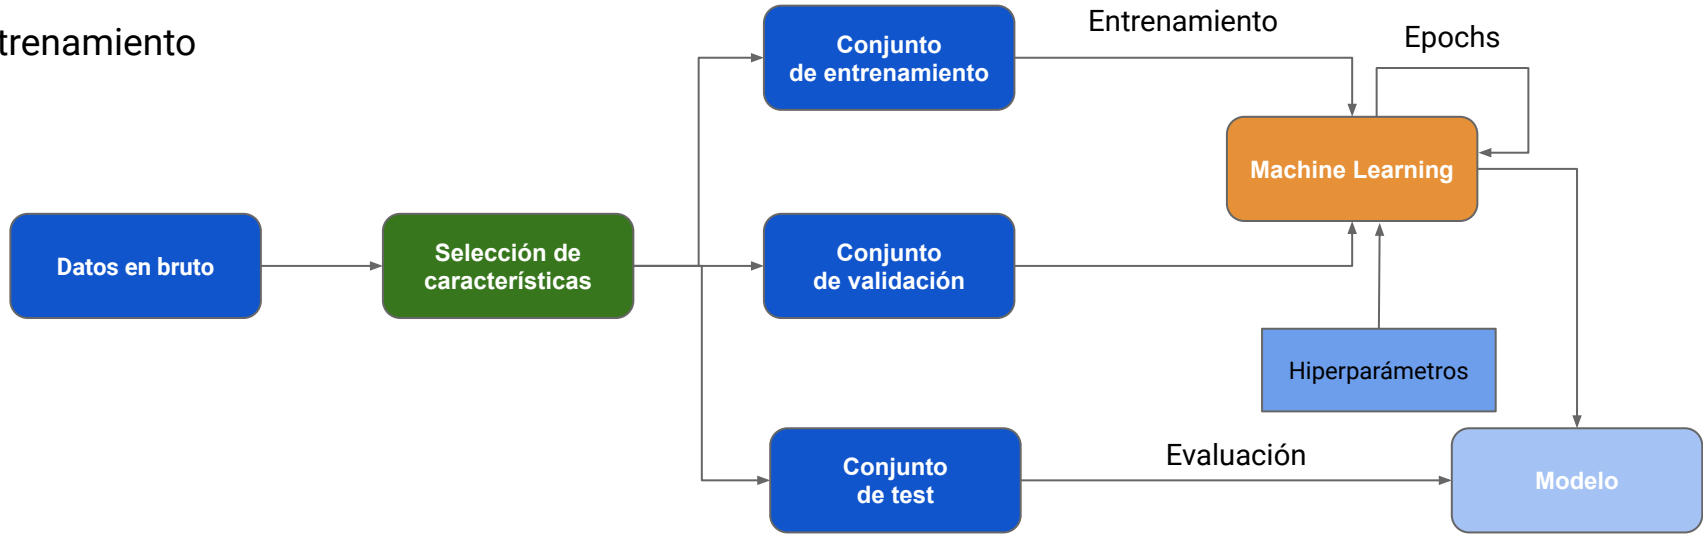 trenamiento
Entrenamiento
Epochs
Conjunto
de entrenamiento
Machine Learning
Datos en bruto
Selección de
características
Conjunto
de validación
Hiperparámetros
Conjunto
de test
Evaluación
Modelo